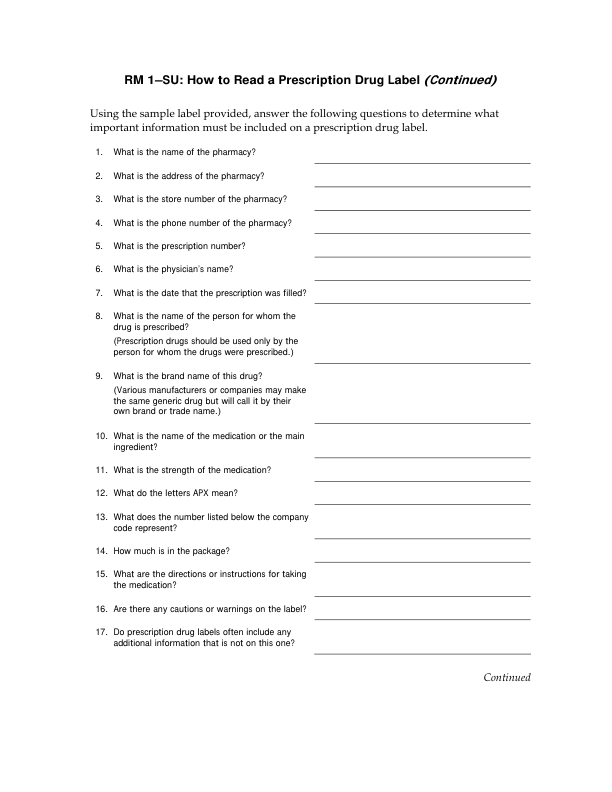 RM 1–SU: How to Read a Prescription Drug Label (Continued)
Using the sample label provided, answer the following questions to determine what
important information must be included on a prescription drug label.
1. What is the name of the pharmacy?
2. What is the address of the pharmacy?
3. What is the store number of the pharmacy?
4. What is the phone number of the pharmacy?
5. What is the prescription number?
6. What is the physician's name?
7. What is the date that the prescription was filled?
8. What is the name of the person for whom the
drug is prescribed?
(Prescription drugs should be used only by the
person for whom the drugs were prescribed.)
9. What is the brand name of this drug?
(Various manufacturers or companies may make
the same generic drug but will call it by their
own brand or trade name.)
10. What is the name of the medication or the main
ingredient?
11. What is the strength of the medication?
12. What do the letters APX mean?
13. What does the number listed below the company
code represent?
14. How much is in the package?
15. What are the directions or instructions for taking
the medication?
16. Are there any cautions or warnings on the label?
17. Do prescription drug labels often include any
additional information that is not on this one?
Continued